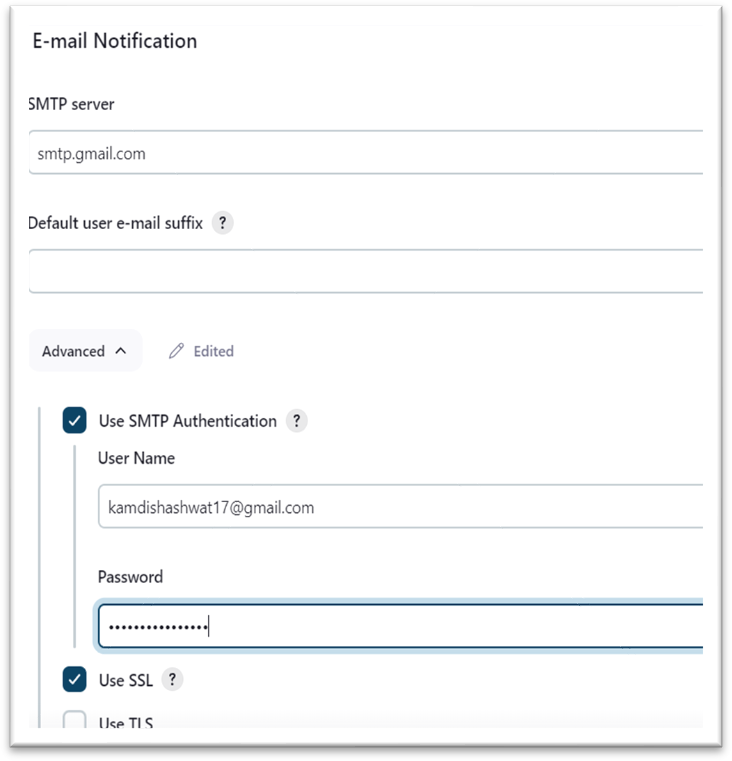 E-mail Notification
SMTP server
smtp.gmail.com
Default user e-mail suffix ?
Advanced Edited
Use SMTP Authentication ?
User Name
kamdishashwat17@gmail.com
Password
••••••••••••••••
Use SSL ?
Use TLS